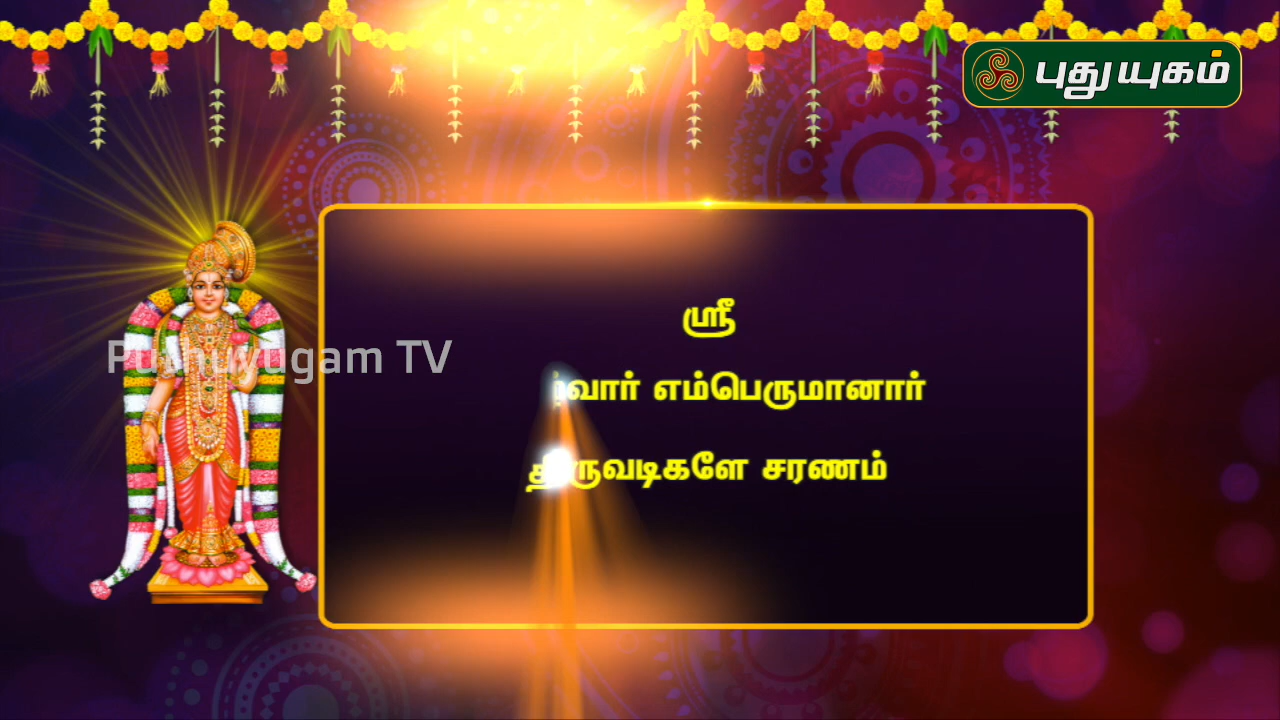 புதுயுகம்
ஸ்ரீ
எம்பெருமானார்
திருவடிகளே சரணம்
Puthuyugam TV